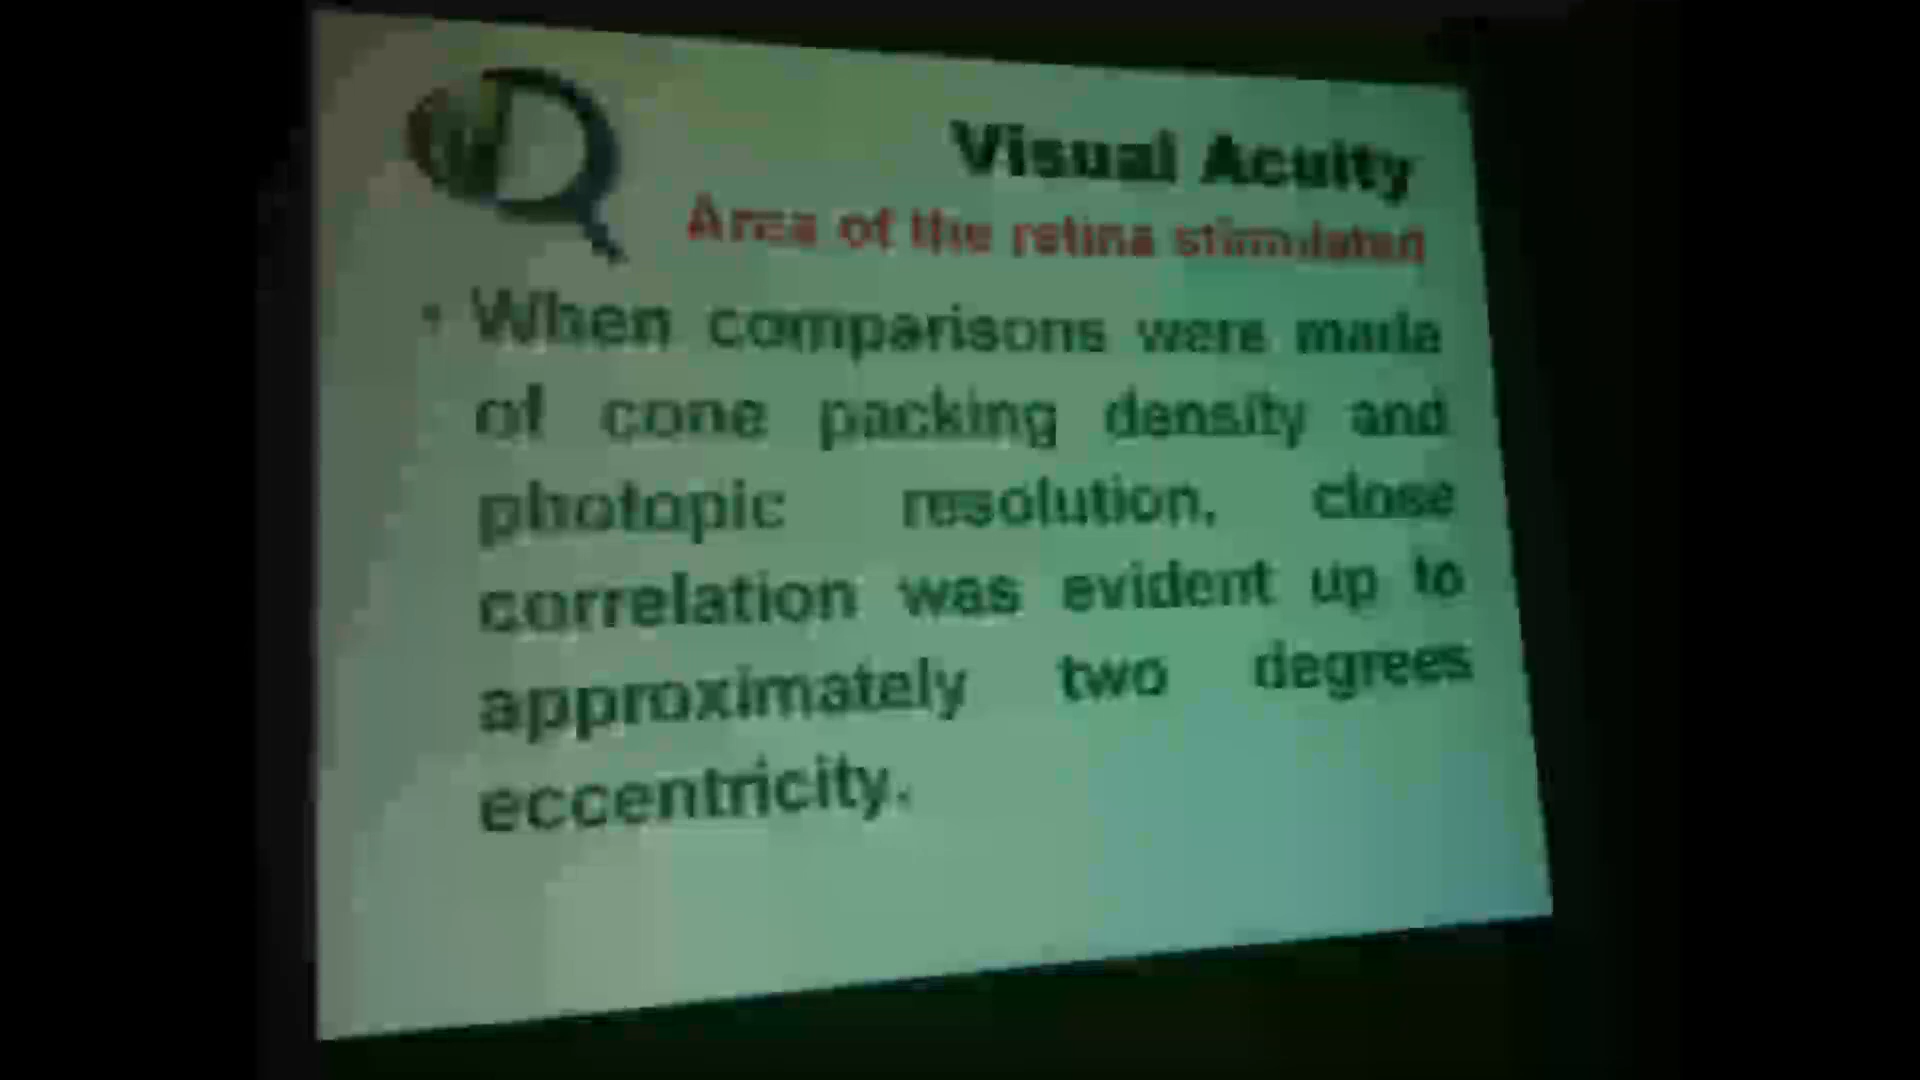 Visual Acuity
Area of the retina stimulated
• When comparisons were made
of cone packing density and
photopic resolution, close
correlation was evident up to
approximately two degrees
eccentricity.